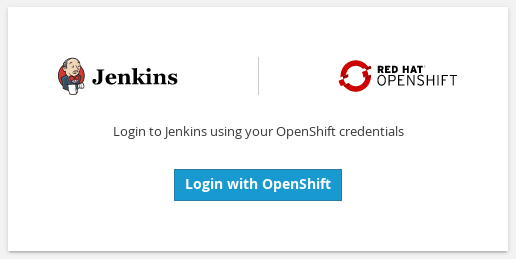 Jenkins
RED HAT
OPENSHIFT
Login to Jenkins using your OpenShift credentials
Login with OpenShift